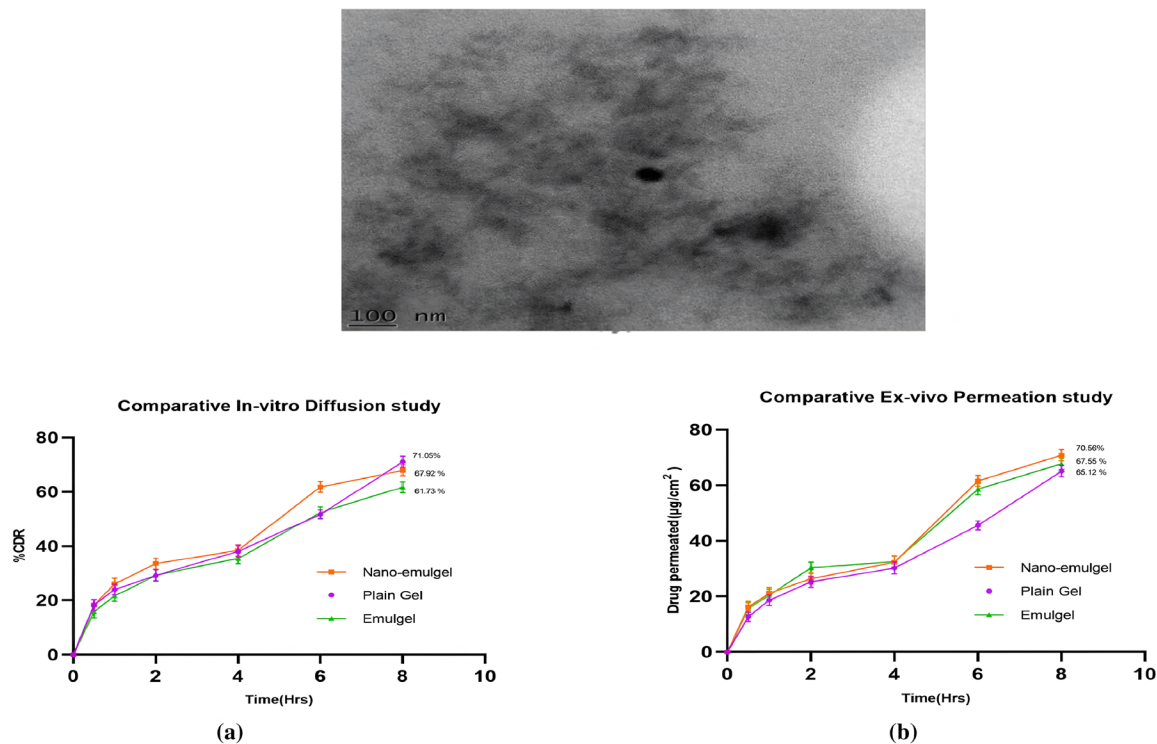 100 nm
Comparative In-vitro Diffusion study
80
60
40
20
0
%CDR
71.05%
67.92 %
61.73 %
Nano-emulgel
Plain Gel
Emulgel
0 2 4 6 8 10
Time(Hrs)
(a)
Comparative Ex-vivo Permeation study
80
60
40
20
0
Drug permeated(µg/cm²)
70.56%
67.55 %
65.12 %
Nano-emulgel
Plain Gel
Emulgel
0 2 4 6 8 10
Time(Hrs)
(b)